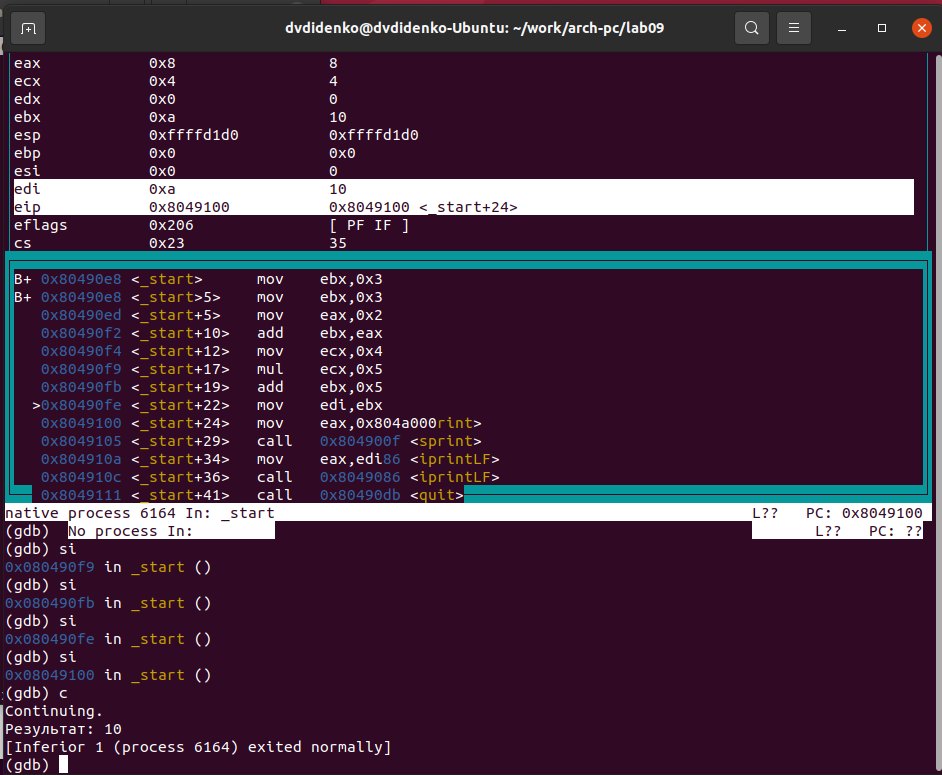 dvdidenko@dvdidenko-Ubuntu: ~/work/arch-pc/lab09
eax 0x8 8
ecx 0x4 4
edx 0x0 0
ebx 0xa 10
esp 0xffffd1d0 0xffffd1d0
ebp 0x0 0x0
esi 0x0 0
edi 0xa 10
eip 0x8049100 0x8049100 <_start+24>
eflags 0x206 [ PF IF ]
cs 0x23 35
B+ 0x80490e8 <_start> mov ebx,0x3
B+ 0x80490e8 <_start>5> mov ebx,0x3
0x80490ed <_start+5> mov eax,0x2
0x80490f2 <_start+10> add ebx,eax
0x80490f4 <_start+12> mov ecx,0x4
0x80490f9 <_start+17> mul ecx,0x5
0x80490fb <_start+19> add ebx,0x5
>0x80490fe <_start+22> mov edi,ebx
0x8049100 <_start+24> mov eax,0x804a000rint>
0x8049105 <_start+29> call 0x804900f <sprint>
0x804910a <_start+34> mov eax,edi86 <iprintLF>
0x804910c <_start+36> call 0x8049086 <iprintLF>
0x8049111 <_start+41> call 0x80490db <quit>
native process 6164 In: _start L?? PC: 0x8049100
(gdb) No process In: L?? PC: ??
(gdb) si
0x080490f9 in _start ()
(gdb) si
0x080490fb in _start ()
(gdb) si
0x080490fe in _start ()
(gdb) si
0x08049100 in _start ()
(gdb) c
Continuing.
Результат: 10
[Inferior 1 (process 6164) exited normally]
(gdb)